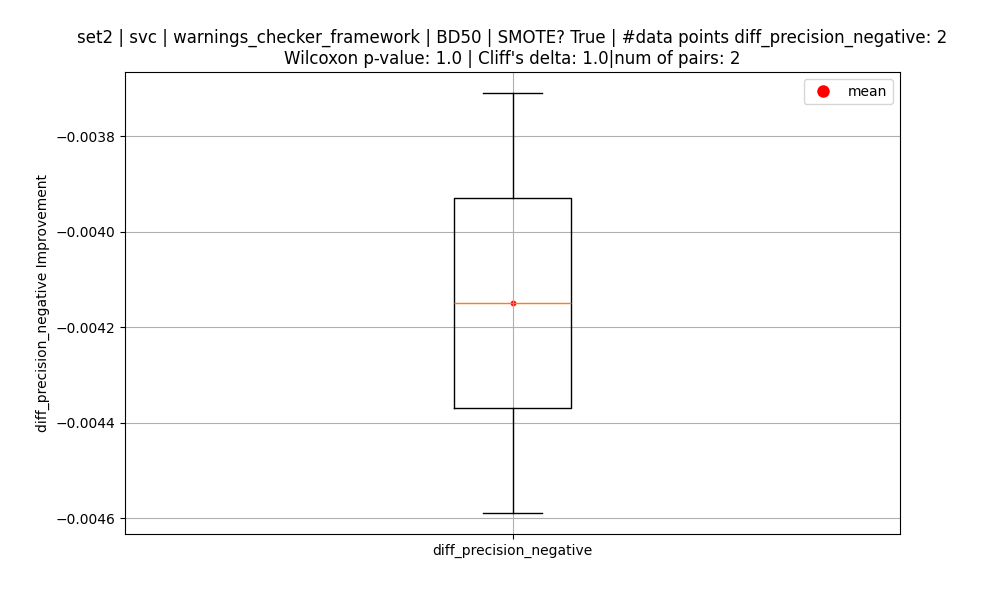 set2 | svc | warnings_checker_framework | BD50 | SMOTE? True | #data points diff_precision_negative: 2
Wilcoxon p-value: 1.0 | Cliff's delta: 1.0|num of pairs: 2
mean
−0.0038
−0.0040
−0.0042
−0.0044
−0.0046
diff_precision_negative Improvement
diff_precision_negative